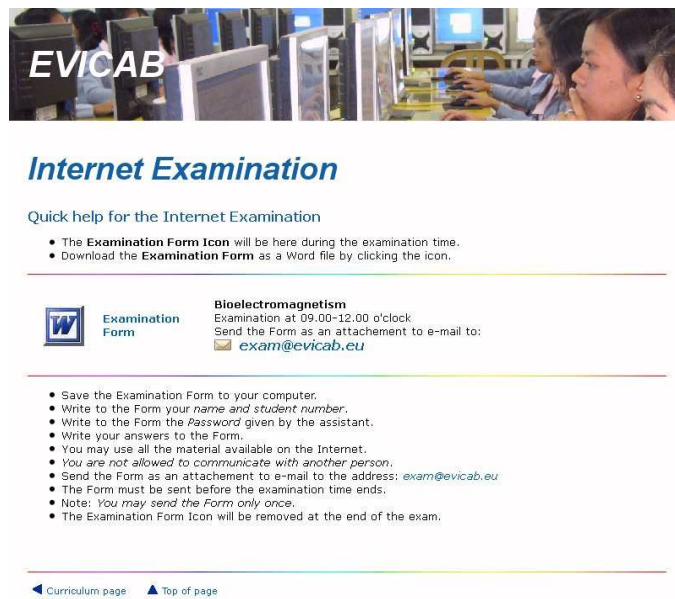 EVICAB
Internet Examination
Quick help for the Internet Examination
The Examination Form Icon will be here during the examination time.
Download the Examination Form as a Word file by clicking the icon.
Examination
Form
Bioelectromagnetism
Examination at 09.00-12.00 o'clock
Send the Form as an attachement to e-mail to:
exam@evicab.eu
Save the Examination Form to your computer.
Write to the Form your name and student number.
Write to the Form the Password given by the assistant.
Write your answers to the Form.
You may use all the material available on the Internet.
You are not allowed to communicate with another person.
Send the Form as an attachement to e-mail to the address: exam@evicab.eu
The Form must be sent before the examination time ends.
Note: You may send the Form only once.
The Examination Form Icon will be removed at the end of the exam.
Curriculum page Top of page